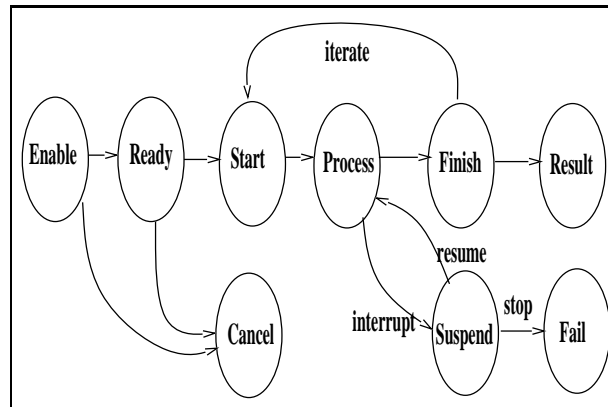 iterate
Enable
Ready
Start
Process
Finish
Result
resume
interrupt
stop
Cancel
Suspend
Fail